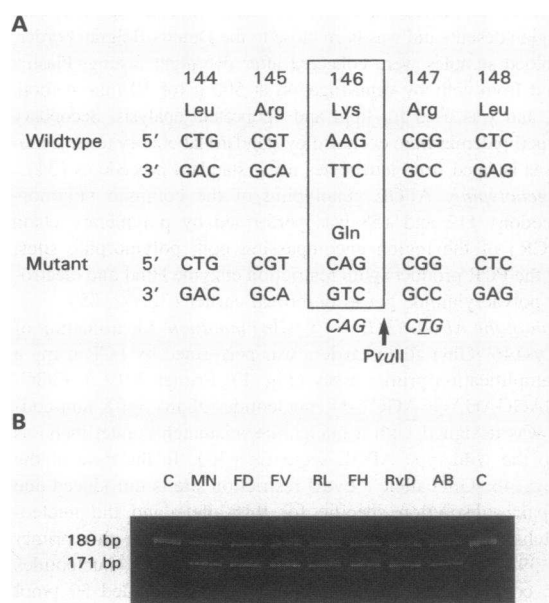 A
144 145 146 147 148
Leu Arg Lys Arg Leu
Wildtype 5' CTG CGT AAG CGG CTC
3' GAC GCA TTC GCC GAG
Gln
Mutant 5' CTG CGT CAG CGG CTC
3' GAC GCA GTC GCC GAG
CAG CTG
PvuII
B
MN FD FV RL FH RvD AB C
189 bp
171 bp